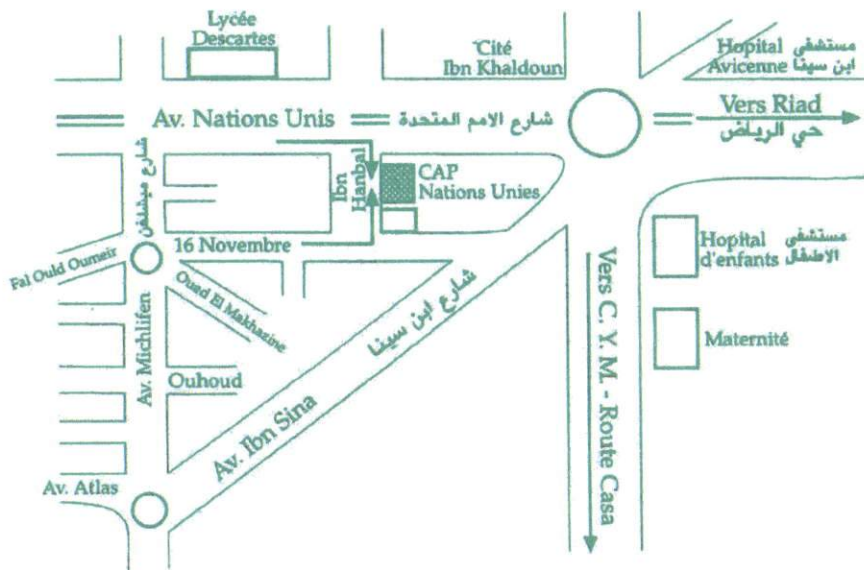 Lycée
Descartes
Cité
Ibn Khaldoun
Hopital
Avicenne
مستشفى
ابن سينا
Av. Nations Unis
شارع الامم المتحدة
Vers Riad
حي الرياض
شارع ميشلفن
Ibn
Hanbal
CAP
Nations Unies
16 Novembre
Fal Ould Oumeir
Ouad El Makhazine
Hopital
d'enfants
مستشفى
الاطفال
Av. Michlifen
Ouhoud
شارع ابن سينا
Av. Ibn Sina
Maternité
Vers C. Y. M. - Route Casa
Av. Atlas